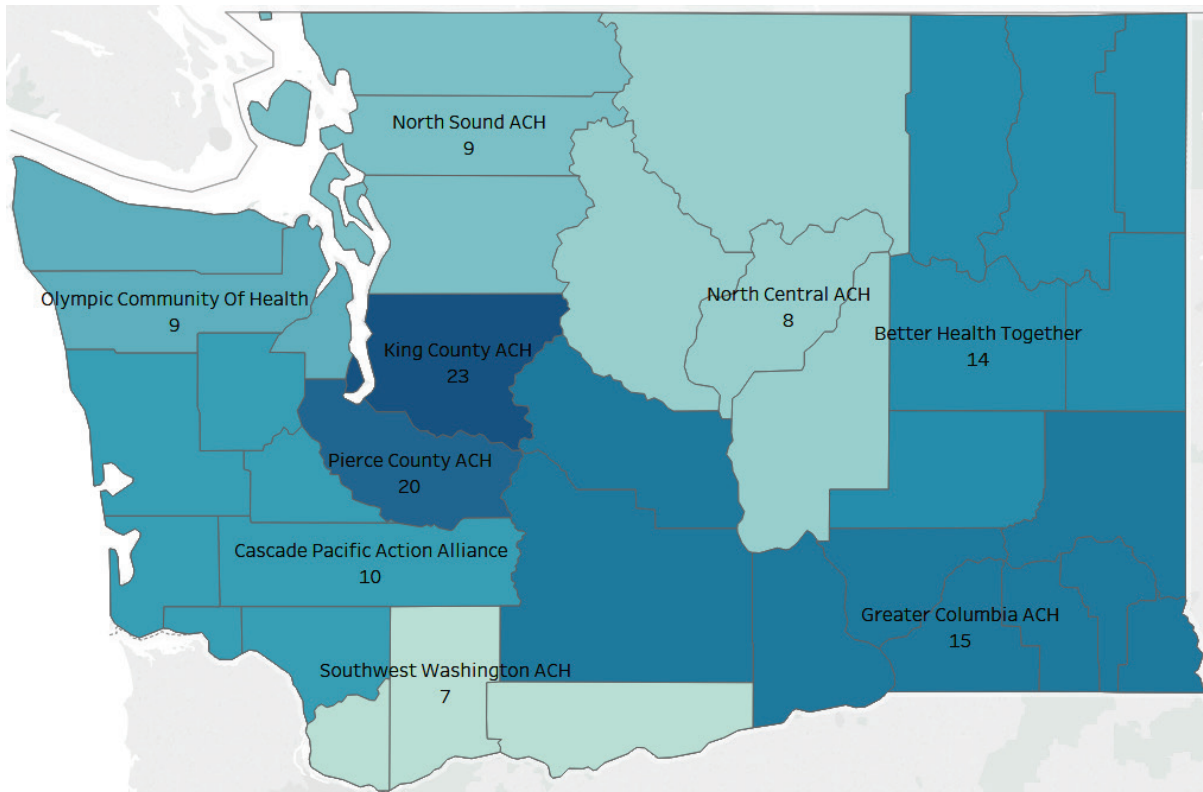 North Sound ACH
9
Olympic Community Of Health
9
North Central ACH
8
Better Health Together
14
King County ACH
23
Pierce County ACH
20
Cascade Pacific Action Alliance
10
Greater Columbia ACH
15
Southwest Washington ACH
7